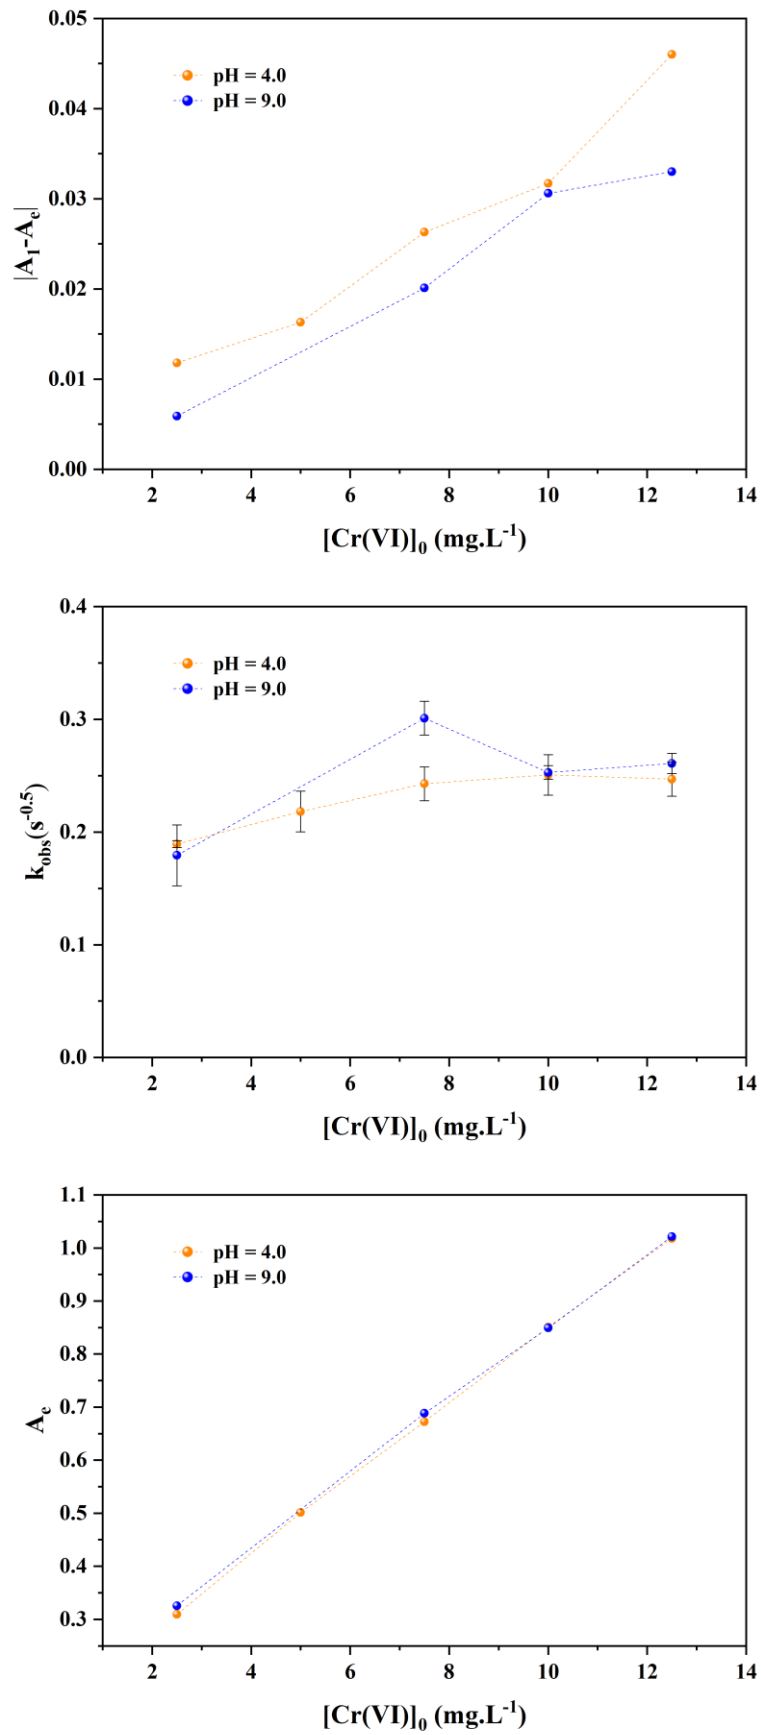 0.05
pH = 4.0
pH = 9.0
0.04
0.03
|A₁-Aₑ|
0.02
0.01
0.00
2 4 6 8 10 12 14
[Cr(VI)]₀ (mg.L⁻¹)
0.4
pH = 4.0
pH = 9.0
0.3
k_obs(s⁻⁰·⁵)
0.2
0.1
0.0
2 4 6 8 10 12 14
[Cr(VI)]₀ (mg.L⁻¹)
1.1
pH = 4.0
1.0
pH = 9.0
0.9
0.8
0.7
Aₑ
0.6
0.5
0.4
0.3
2 4 6 8 10 12 14
[Cr(VI)]₀ (mg.L⁻¹)